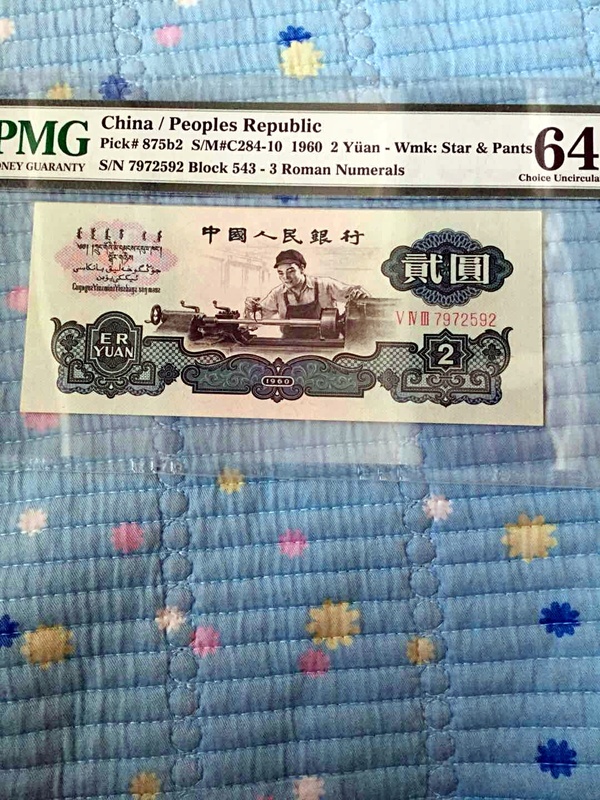 PMG
China / Peoples Republic
Pick# 875b2 S/M#C284-10 1960 2 Yüan - Wmk: Star & Pants
S/N 7972592 Block 543 - 3 Roman Numerals
GUARANTY
64
Choice
中國人民銀行
貳圓
V IV III 7972592
ER
YUAN
2
1960